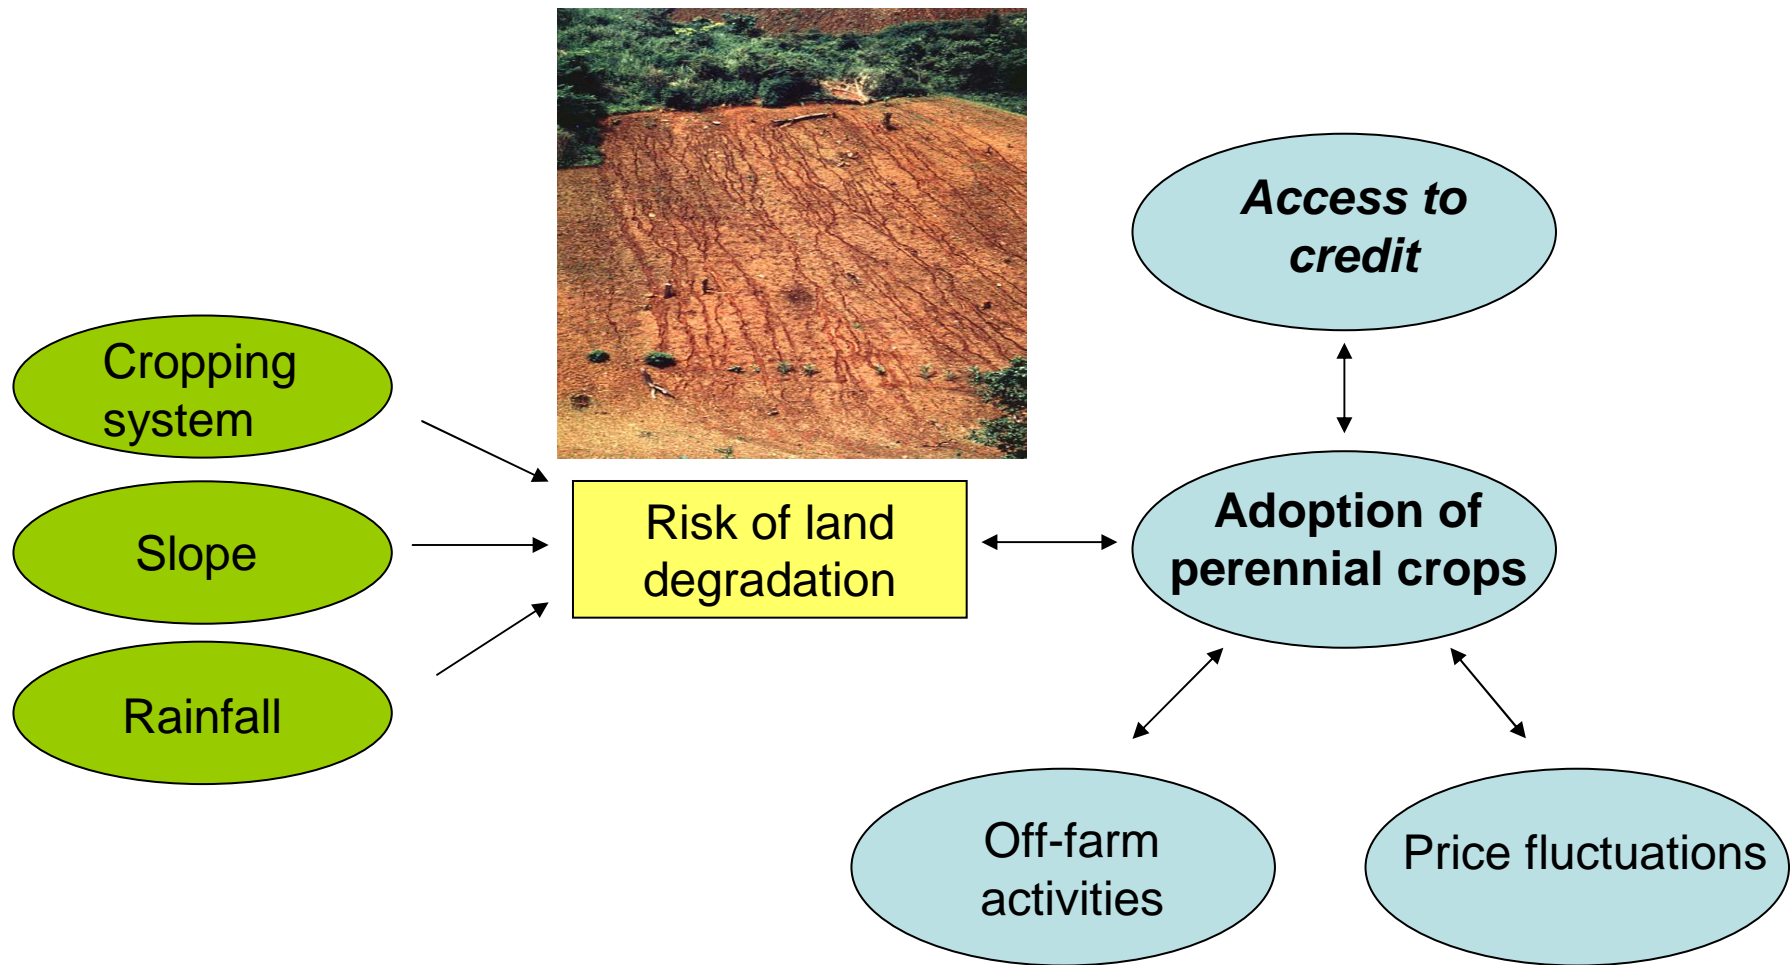 Access to
credit
Cropping
system
Slope
Rainfall
Risk of land
degradation
Adoption of
perennial crops
Off-farm
activities
Price fluctuations